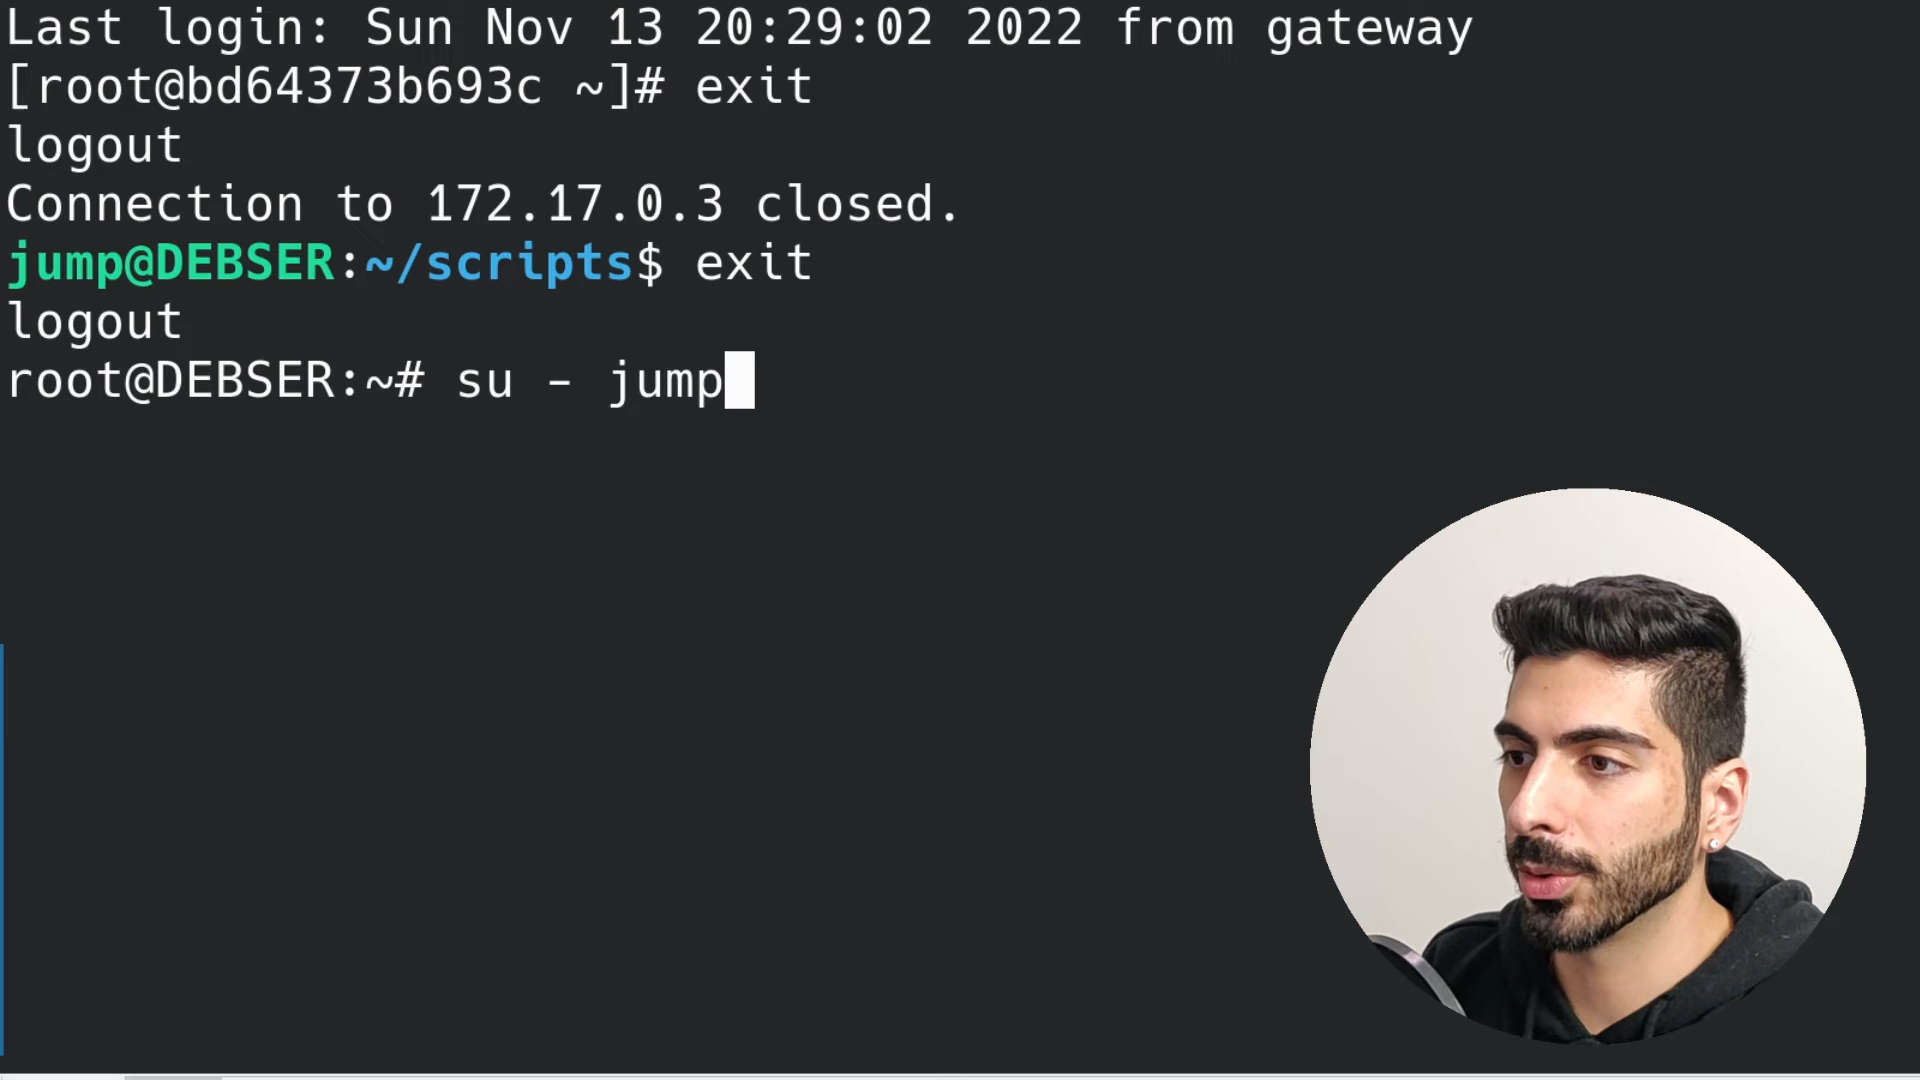 Last login: Sun Nov 13 20:29:02 2022 from gateway
[root@bd64373b693c ~]# exit
logout
Connection to 172.17.0.3 closed.
jump@DEBSER:~/scripts$ exit
logout
root@DEBSER:~# su - jump